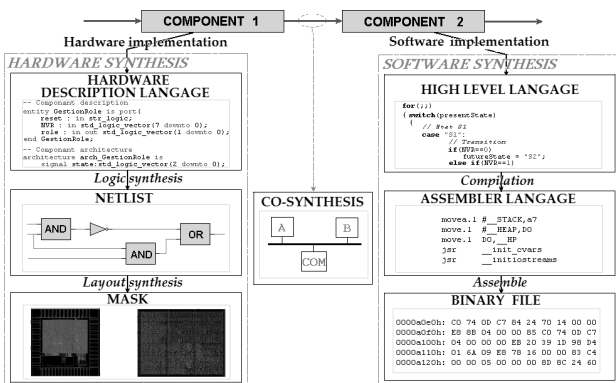 COMPONENT 1
COMPONENT 2
Hardware implementation
Software implementation
HARDWARE SYNTHESIS
HARDWARE
DESCRIPTION LANGAGE
-- Componant description
entity GestionRole is port(
reset : in str_logic;
NVR : in std_logic_vector(7 downto 0);
role : in out std_logic_vector(1 downto 0);
end GestionRole;
-- Componant architecture
architecture arch_GestionRole is
signal state:std_logic_vector(2 downto 0);
Logic synthesis
NETLIST
AND
OR
AND
Layout synthesis
MASK
CO-SYNTHESIS
A
B
COM
SOFTWARE SYNTHESIS
HIGH LEVEL LANGAGE
for(;;)
{ switch(presentState)
{
// Stat S1
case "S1":
// Transition
if(NVR==0)
futureState = "S2";
else if(NVR==1)
Compilation
ASSEMBLER LANGAGE
movea.l #__STACK,a7
move.l #__HEAP,D0
move.l D0,__HP
jsr __init_cvars
jsr __initiostreams
Assemble
BINARY FILE
0000a0e0h: C0 74 0D C7 84 24 70 14 00 00
0000a0f0h: E8 8B 04 00 00 85 C0 74 0D C7
0000a100h: 04 00 00 00 EB 20 39 1D 98 D4
0000a110h: 01 6A 09 E8 78 16 00 00 83 C4
0000a120h: 00 00 05 00 00 00 8D 8C 24 60